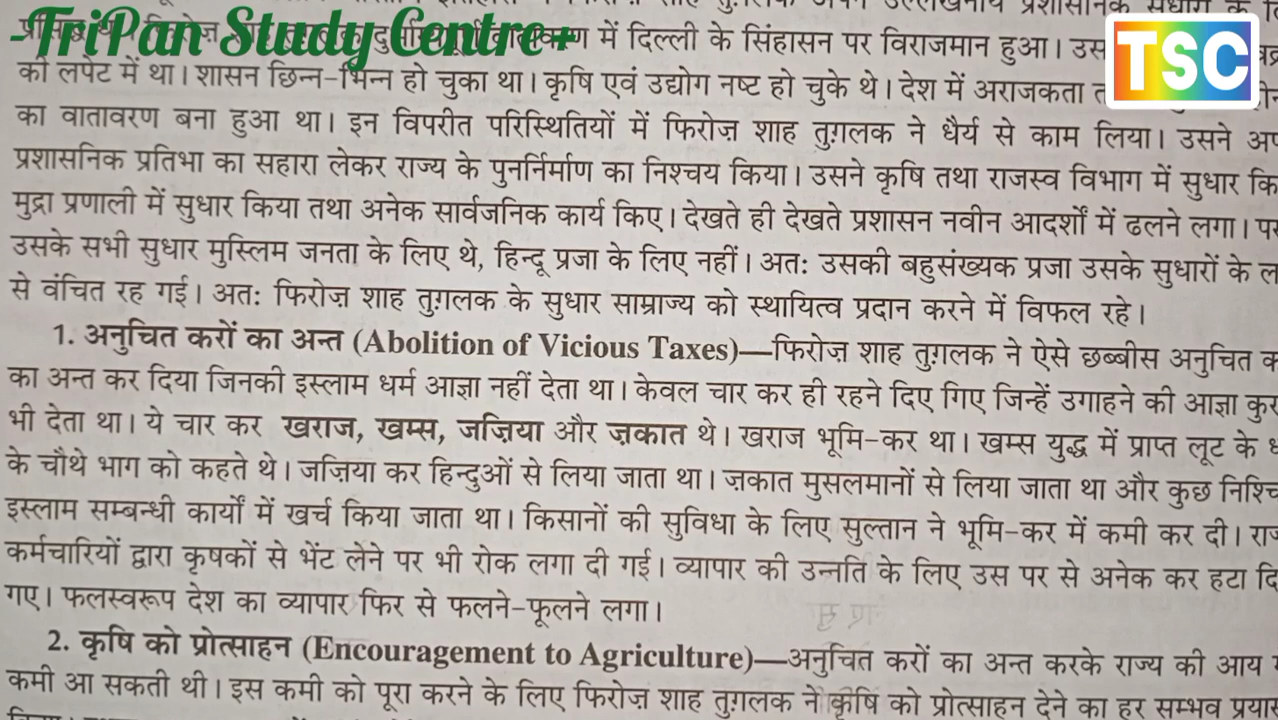 -TriPan Study Centre+
TSC
में दिल्ली के सिंहासन पर विराजमान हुआ। उस
की लपेट में था। शासन छिन्न-भिन्न हो चुका था। कृषि एवं उद्योग नष्ट हो चुके थे। देश में अराजकता
का वातावरण बना हुआ था। इन विपरीत परिस्थितियों में फिरोज़ शाह तुग़लक ने धैर्य से काम लिया। उसने
प्रशासनिक प्रतिभा का सहारा लेकर राज्य के पुनर्निर्माण का निश्चय किया। उसने कृषि तथा राजस्व विभाग में सुधार
मुद्रा प्रणाली में सुधार किया तथा अनेक सार्वजनिक कार्य किए। देखते ही देखते प्रशासन नवीन आदर्शों में ढलने लगा।
उसके सभी सुधार मुस्लिम जनता के लिए थे, हिन्दू प्रजा के लिए नहीं। अतः उसकी बहुसंख्यक प्रजा उसके सुधारों के
से वंचित रह गई। अतः फिरोज़ शाह तुग़लक के सुधार साम्राज्य को स्थायित्व प्रदान करने में विफल रहे।
1. अनुचित करों का अन्त (Abolition of Vicious Taxes)—फिरोज़ शाह तुग़लक ने ऐसे छब्बीस अनुचित
का अन्त कर दिया जिनकी इस्लाम धर्म आज्ञा नहीं देता था। केवल चार कर ही रहने दिए गए जिन्हें उगाहने की आज्ञा
भी देता था। ये चार कर खराज, खम्स, जज़िया और ज़कात थे। खराज भूमि-कर था। खम्स युद्ध में प्राप्त लूट के
के चौथे भाग को कहते थे। जज़िया कर हिन्दुओं से लिया जाता था। ज़कात मुसलमानों से लिया जाता था और कुछ
इस्लाम सम्बन्धी कार्यों में खर्च किया जाता था। किसानों की सुविधा के लिए सुल्तान ने भूमि-कर में कमी कर दी।
कर्मचारियों द्वारा कृषकों से भेंट लेने पर भी रोक लगा दी गई। व्यापार की उन्नति के लिए उस पर से अनेक कर हटा
गए। फलस्वरूप देश का व्यापार फिर से फलने-फूलने लगा।
2. कृषि को प्रोत्साहन (Encouragement to Agriculture)—अनुचित करों का अन्त करके राज्य की आय
कमी आ सकती थी। इस कमी को पूरा करने के लिए फिरोज़ शाह तुग़लक ने कृषि को प्रोत्साहन देने का हर सम्भव